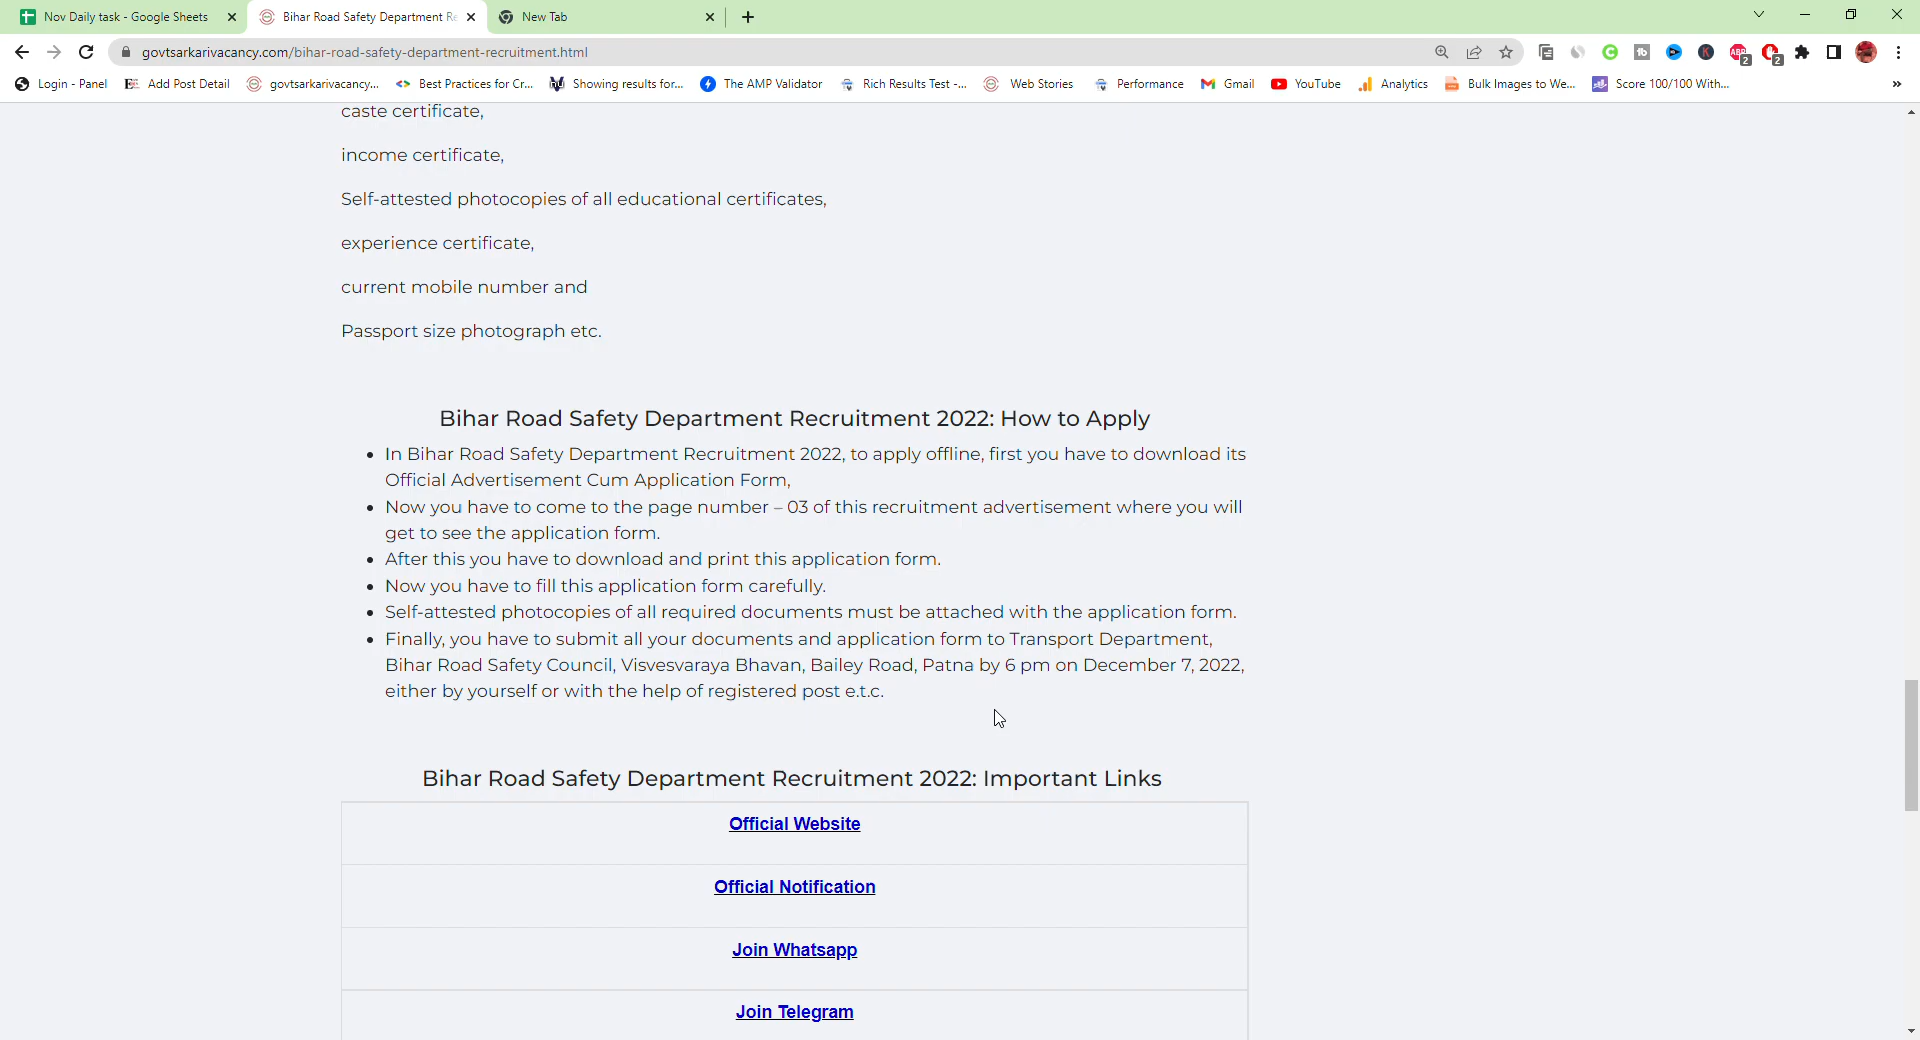 Nov Daily task - Google Sheets
Bihar Road Safety Department Re
New Tab
govtsarkarivacancy.com/bihar-road-safety-department-recruitment.html
Login - Panel
Add Post Detail
govtsarkarivacancy...
Best Practices for Cr...
Showing results for...
The AMP Validator
Rich Results Test -...
Web Stories
Performance
Gmail
YouTube
Analytics
Bulk Images to We...
Score 100/100 With...
caste certificate,
income certificate,
Self-attested photocopies of all educational certificates,
experience certificate,
current mobile number and
Passport size photograph etc.
Bihar Road Safety Department Recruitment 2022: How to Apply
In Bihar Road Safety Department Recruitment 2022, to apply offline, first you have to download its
Official Advertisement Cum Application Form,
Now you have to come to the page number – 03 of this recruitment advertisement where you will
get to see the application form.
After this you have to download and print this application form.
Now you have to fill this application form carefully.
Self-attested photocopies of all required documents must be attached with the application form.
Finally, you have to submit all your documents and application form to Transport Department,
Bihar Road Safety Council, Visvesvaraya Bhavan, Bailey Road, Patna by 6 pm on December 7, 2022,
either by yourself or with the help of registered post e.t.c.
Bihar Road Safety Department Recruitment 2022: Important Links
Official Website
Official Notification
Join Whatsapp
Join Telegram